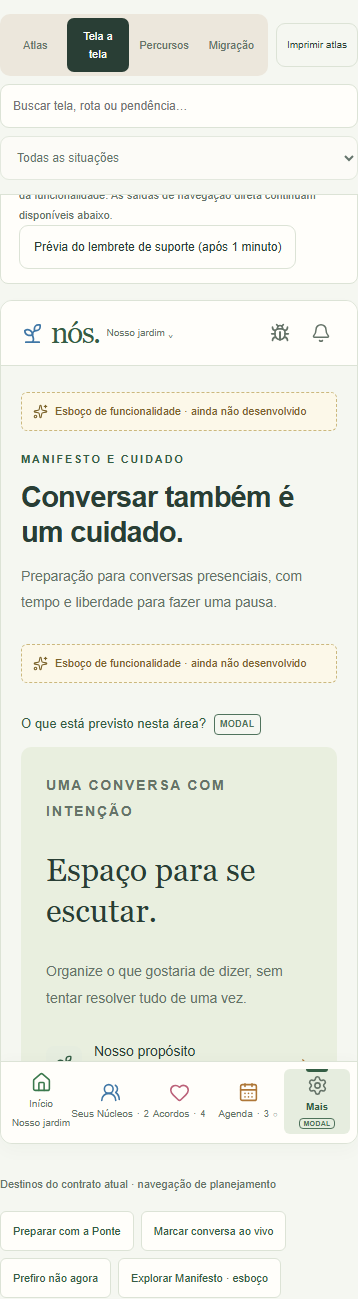 Atlas
Tela a
tela
Percursos
Migração
Imprimir atlas
Buscar tela, rota ou pendência…
Todas as situações
da funcionalidade. As saídas de navegação direta continuam
disponíveis abaixo.
Prévia do lembrete de suporte (após 1 minuto)
nós.
Nosso jardim
Esboço de funcionalidade · ainda não desenvolvido
MANIFESTO E CUIDADO
Conversar também é
um cuidado.
Preparação para conversas presenciais, com
tempo e liberdade para fazer uma pausa.
Esboço de funcionalidade · ainda não desenvolvido
O que está previsto nesta área? MODAL
UMA CONVERSA COM
INTENÇÃO
Espaço para se
escutar.
Organize o que gostaria de dizer, sem
tentar resolver tudo de uma vez.
Nosso propósito
Início
Nosso jardim
Seus Núcleos · 2
Acordos · 4
Agenda · 3
Mais
MODAL
Destinos do contrato atual · navegação de planejamento
Preparar com a Ponte
Marcar conversa ao vivo
Prefiro não agora
Explorar Manifesto · esboço